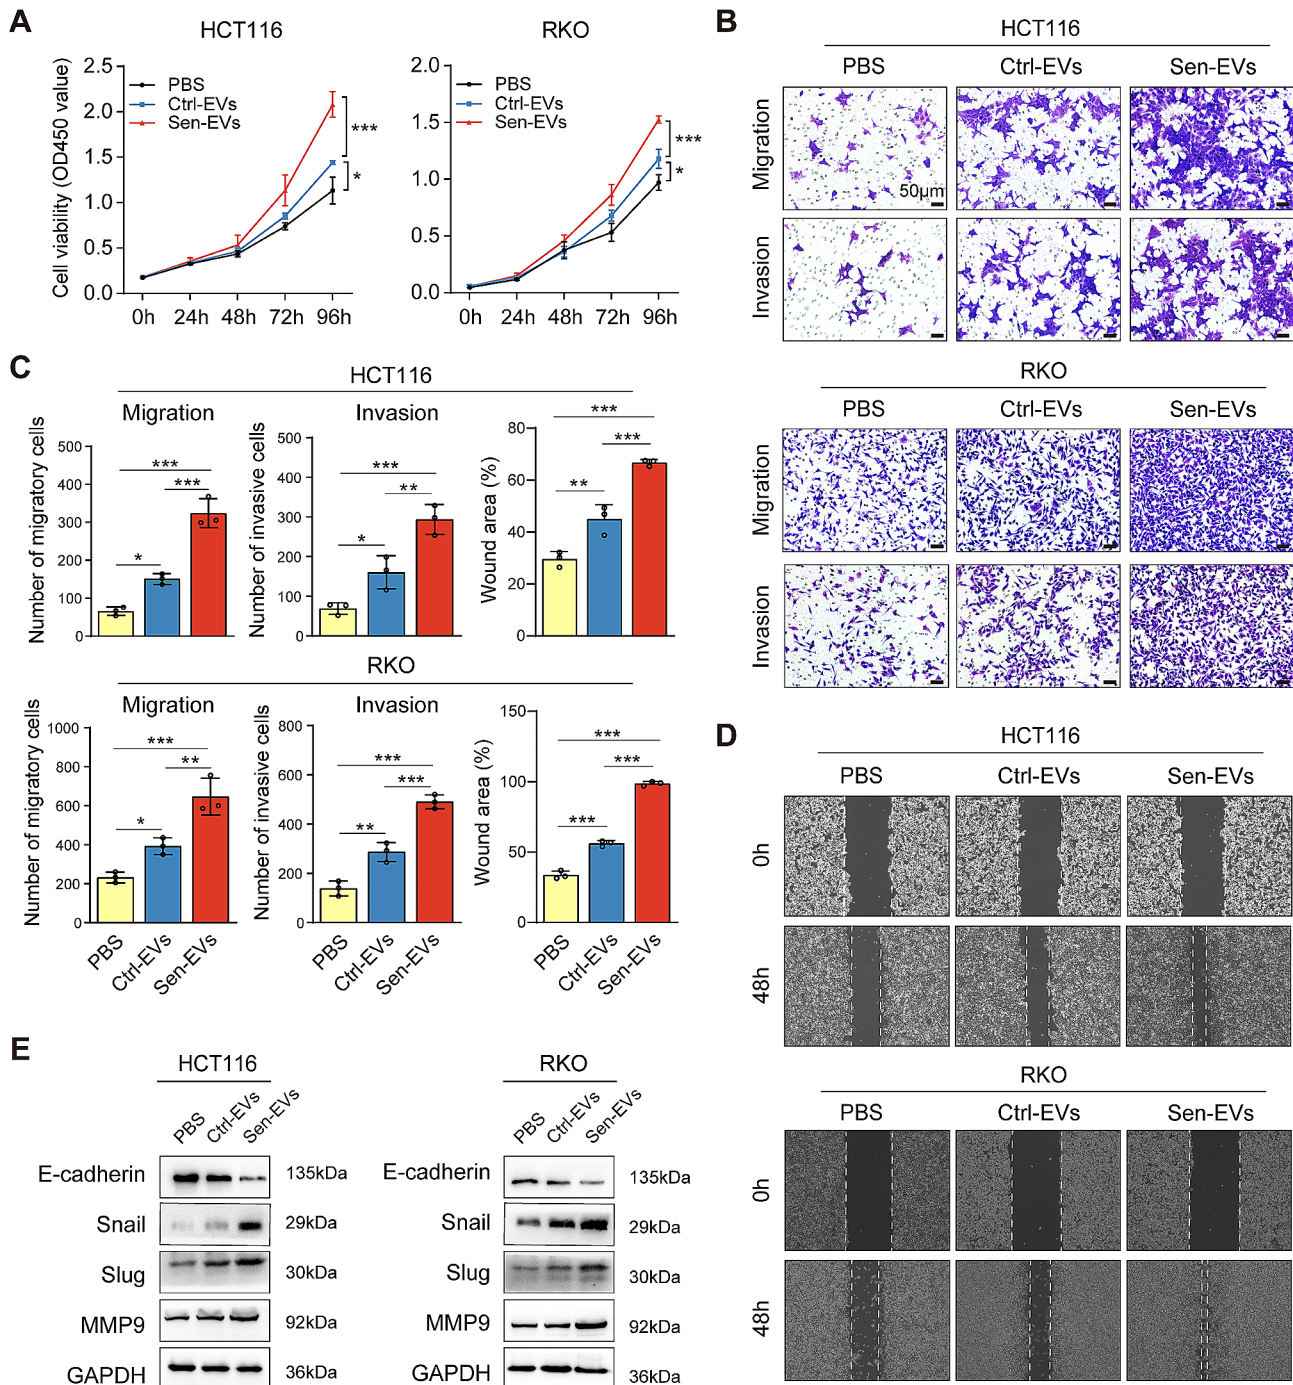 A
HCT116
Cell viability (OD450 value)
2.5
2.0
1.5
1.0
0.5
0.0
PBS
Ctrl-EVs
Sen-EVs
***
*
0h 24h 48h 72h 96h
RKO
2.0
1.5
1.0
0.5
0.0
PBS
Ctrl-EVs
Sen-EVs
***
*
0h 24h 48h 72h 96h
B
HCT116
PBS Ctrl-EVs Sen-EVs
Migration
50μm
Invasion
RKO
PBS Ctrl-EVs Sen-EVs
Migration
Invasion
C
HCT116
Migration
Number of migratory cells
500
400
300
200
100
0
***
***
*
Invasion
Number of invasive cells
500
400
300
200
100
0
***
**
*
Wound area (%)
80
60
40
20
0
***
***
**
RKO
Migration
Number of migratory cells
1000
800
600
400
200
0
***
**
*
PBS Ctrl-EVs Sen-EVs
Invasion
Number of invasive cells
800
600
400
200
0
***
***
**
PBS Ctrl-EVs Sen-EVs
Wound area (%)
150
100
50
0
***
***
***
PBS Ctrl-EVs Sen-EVs
D
HCT116
PBS Ctrl-EVs Sen-EVs
0h
48h
RKO
PBS Ctrl-EVs Sen-EVs
0h
48h
E
HCT116
PBS Ctrl-EVs Sen-EVs
E-cadherin 135kDa
Snail 29kDa
Slug 30kDa
MMP9 92kDa
GAPDH 36kDa
RKO
PBS Ctrl-EVs Sen-EVs
E-cadherin 135kDa
Snail 29kDa
Slug 30kDa
MMP9 92kDa
GAPDH 36kDa